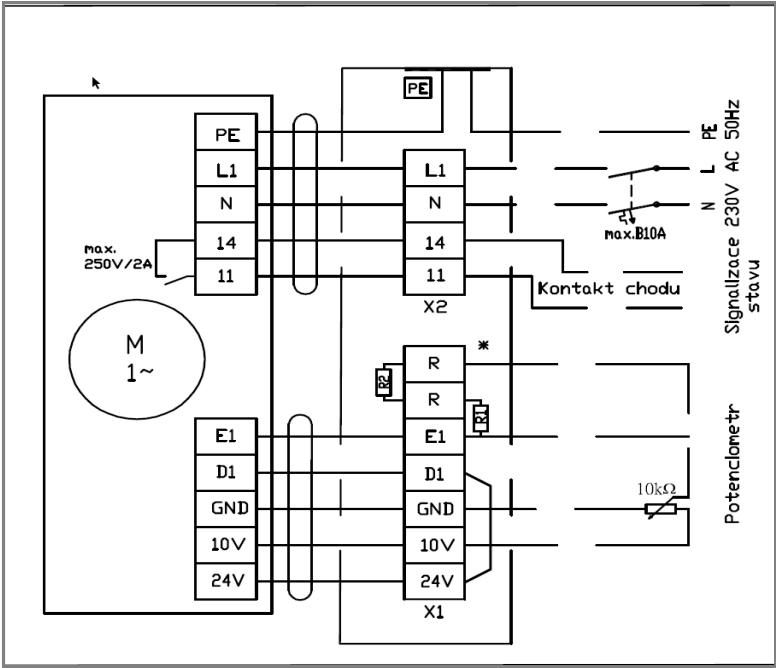 PE
PE
L1
N
14
11
max.
250V/2A
M
1~
L1
N
14
11
X2
max.B10A
Kontakt chodu
PE
L
N
230V AC 50Hz
Signalizace
stavu
*
R
R
E1
D1
GND
10V
24V
X1
R2
R1
E1
D1
GND
10V
24V
10kΩ
Potenciometr